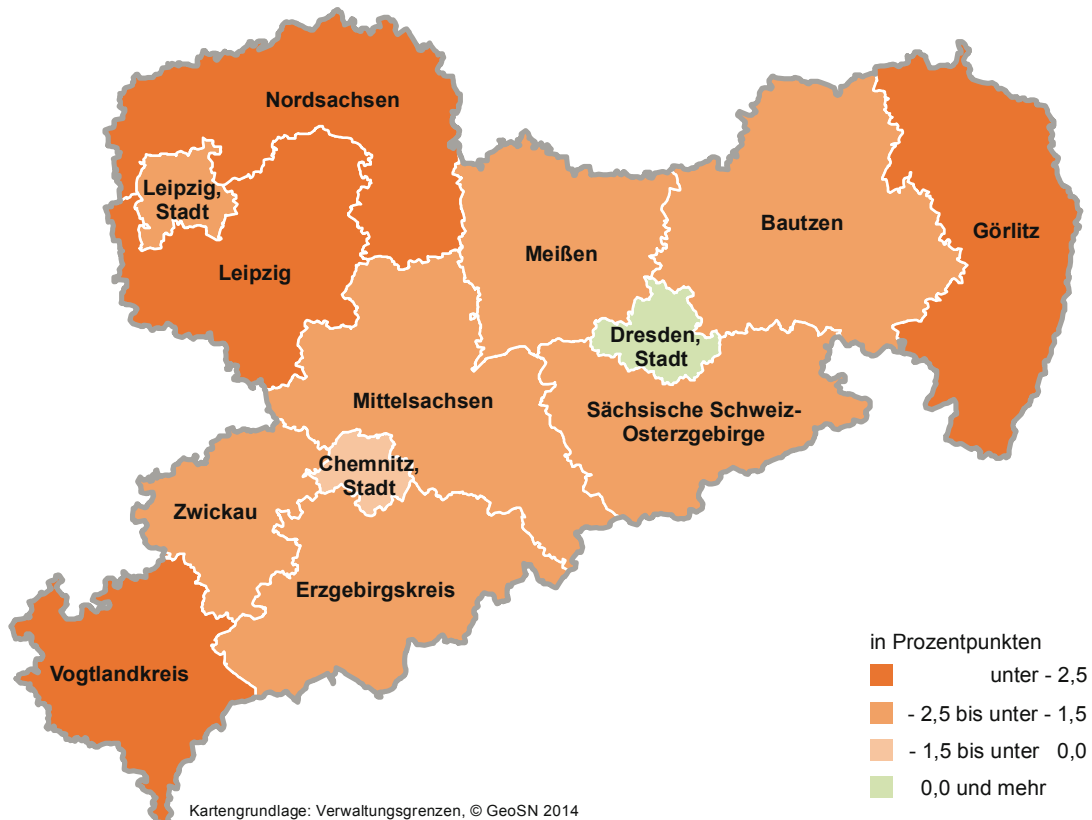 Nordsachsen
Leipzig,
Stadt
Leipzig
Meißen
Bautzen
Görlitz
Dresden,
Stadt
Mittelsachsen
Sächsische Schweiz-
Osterzgebirge
Chemnitz,
Stadt
Zwickau
Erzgebirgskreis
Vogtlandkreis
in Prozentpunkten
unter - 2,5
- 2,5 bis unter - 1,5
- 1,5 bis unter 0,0
0,0 und mehr
Kartengrundlage: Verwaltungsgrenzen, © GeoSN 2014